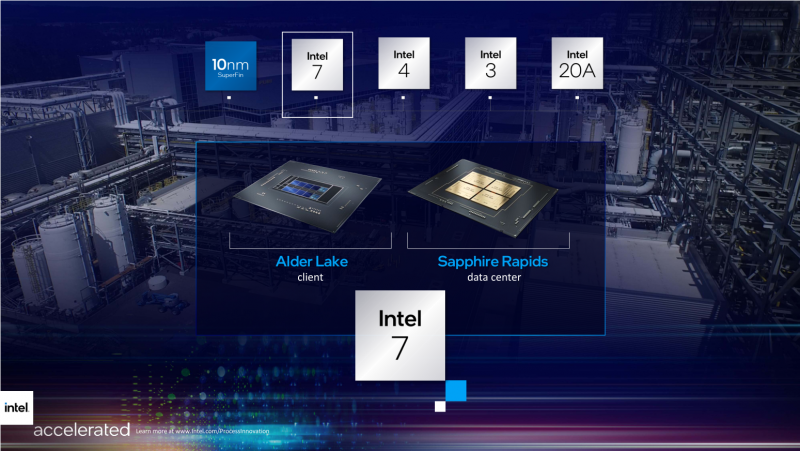 10nm
SuperFin
Intel
7
Intel
4
Intel
3
Intel
20A
Alder Lake
client
Sapphire Rapids
data center
Intel
7
intel.
accelerated
Learn more at www.Intel.com/ProcessInnovation